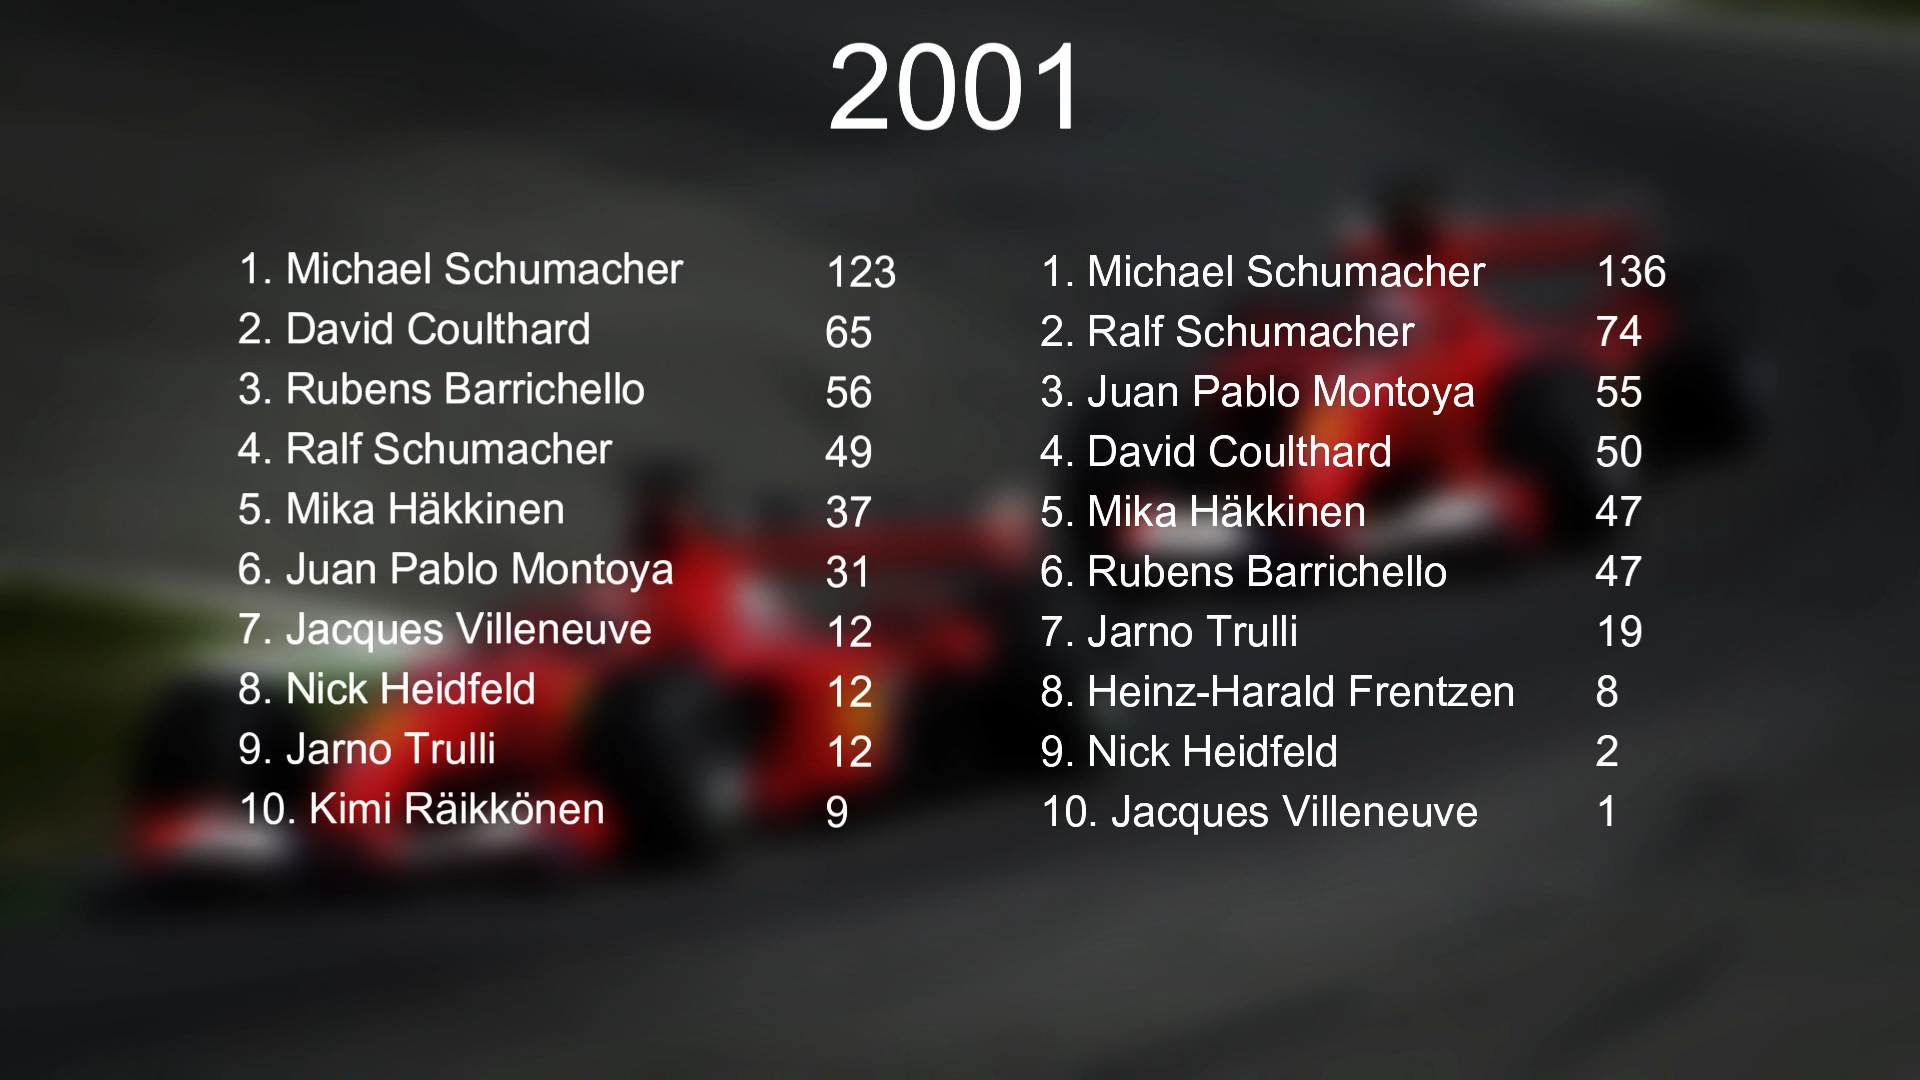 2001
1. Michael Schumacher 123
2. David Coulthard 65
3. Rubens Barrichello 56
4. Ralf Schumacher 49
5. Mika Häkkinen 37
6. Juan Pablo Montoya 31
7. Jacques Villeneuve 12
8. Nick Heidfeld 12
9. Jarno Trulli 12
10. Kimi Räikkönen 9
1. Michael Schumacher 136
2. Ralf Schumacher 74
3. Juan Pablo Montoya 55
4. David Coulthard 50
5. Mika Häkkinen 47
6. Rubens Barrichello 47
7. Jarno Trulli 19
8. Heinz-Harald Frentzen 8
9. Nick Heidfeld 2
10. Jacques Villeneuve 1